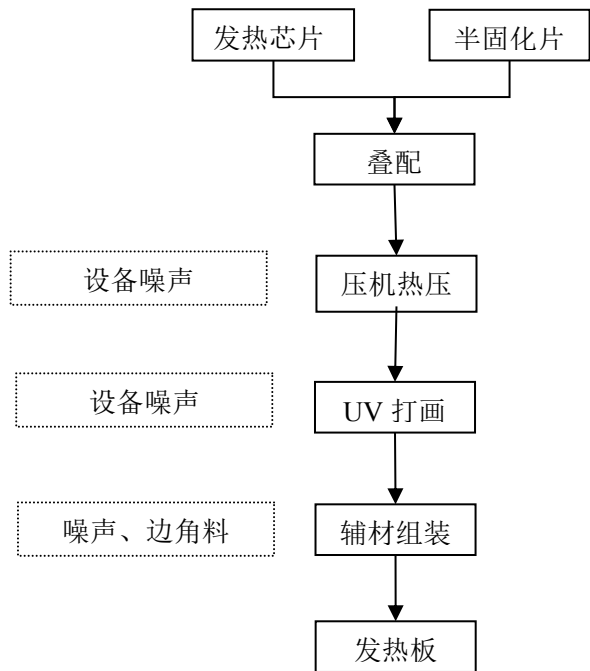 发热芯片
半固化片
叠配
设备噪声
压机热压
设备噪声
UV 打画
噪声、边角料
辅材组装
发热板